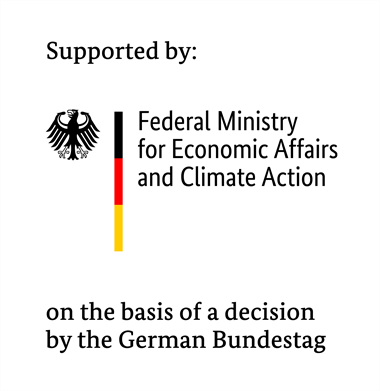 Supported by:
Federal Ministry
for Economic Affairs
and Climate Action
on the basis of a decision
by the German Bundestag